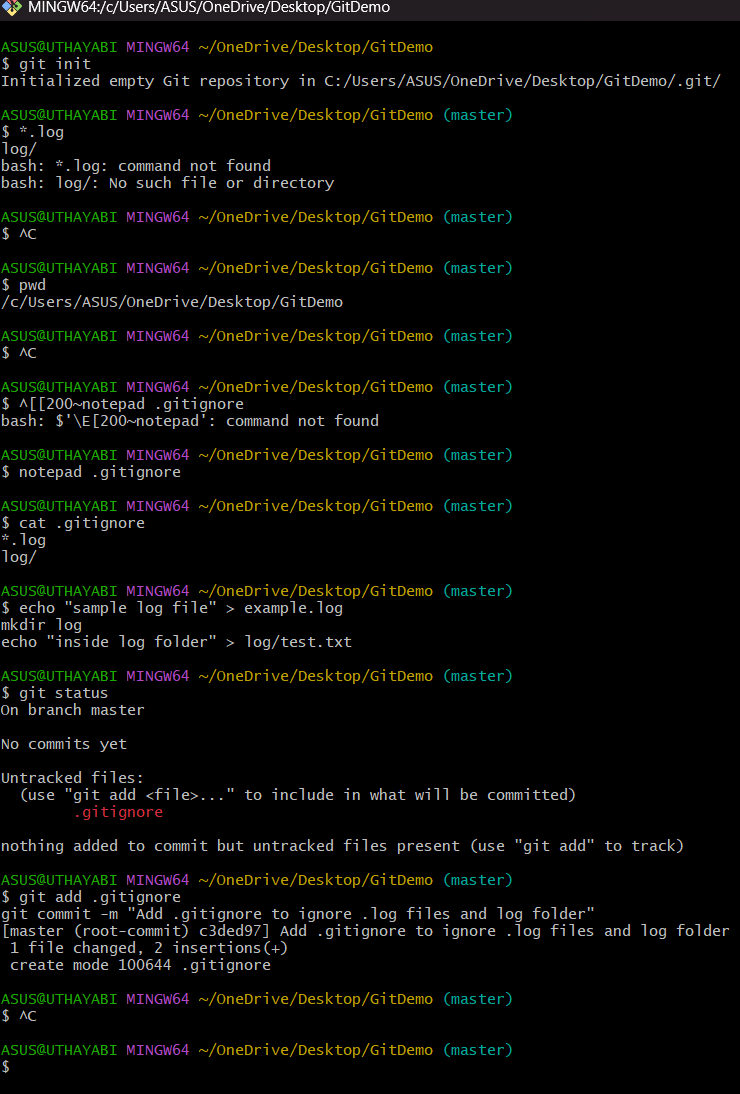 MINGW64:/c/Users/ASUS/OneDrive/Desktop/GitDemo
ASUS@UTHAYABI MINGW64 ~/OneDrive/Desktop/GitDemo
$ git init
Initialized empty Git repository in C:/Users/ASUS/OneDrive/Desktop/GitDemo/.git/
ASUS@UTHAYABI MINGW64 ~/OneDrive/Desktop/GitDemo (master)
$ *.log
log/
bash: *.log: command not found
bash: log/: No such file or directory
ASUS@UTHAYABI MINGW64 ~/OneDrive/Desktop/GitDemo (master)
$ ^C
ASUS@UTHAYABI MINGW64 ~/OneDrive/Desktop/GitDemo (master)
$ pwd
/c/Users/ASUS/OneDrive/Desktop/GitDemo
ASUS@UTHAYABI MINGW64 ~/OneDrive/Desktop/GitDemo (master)
$ ^C
ASUS@UTHAYABI MINGW64 ~/OneDrive/Desktop/GitDemo (master)
$ ^[[200~notepad .gitignore
bash: $'\E[200~notepad': command not found
ASUS@UTHAYABI MINGW64 ~/OneDrive/Desktop/GitDemo (master)
$ notepad .gitignore
ASUS@UTHAYABI MINGW64 ~/OneDrive/Desktop/GitDemo (master)
$ cat .gitignore
*.log
log/
ASUS@UTHAYABI MINGW64 ~/OneDrive/Desktop/GitDemo (master)
$ echo "sample log file" > example.log
mkdir log
echo "inside log folder" > log/test.txt
ASUS@UTHAYABI MINGW64 ~/OneDrive/Desktop/GitDemo (master)
$ git status
On branch master
No commits yet
Untracked files:
  (use "git add <file>..." to include in what will be committed)
        .gitignore
nothing added to commit but untracked files present (use "git add" to track)
ASUS@UTHAYABI MINGW64 ~/OneDrive/Desktop/GitDemo (master)
$ git add .gitignore
git commit -m "Add .gitignore to ignore .log files and log folder"
[master (root-commit) c3ded97] Add .gitignore to ignore .log files and log folder
 1 file changed, 2 insertions(+)
 create mode 100644 .gitignore
ASUS@UTHAYABI MINGW64 ~/OneDrive/Desktop/GitDemo (master)
$ ^C
ASUS@UTHAYABI MINGW64 ~/OneDrive/Desktop/GitDemo (master)
$